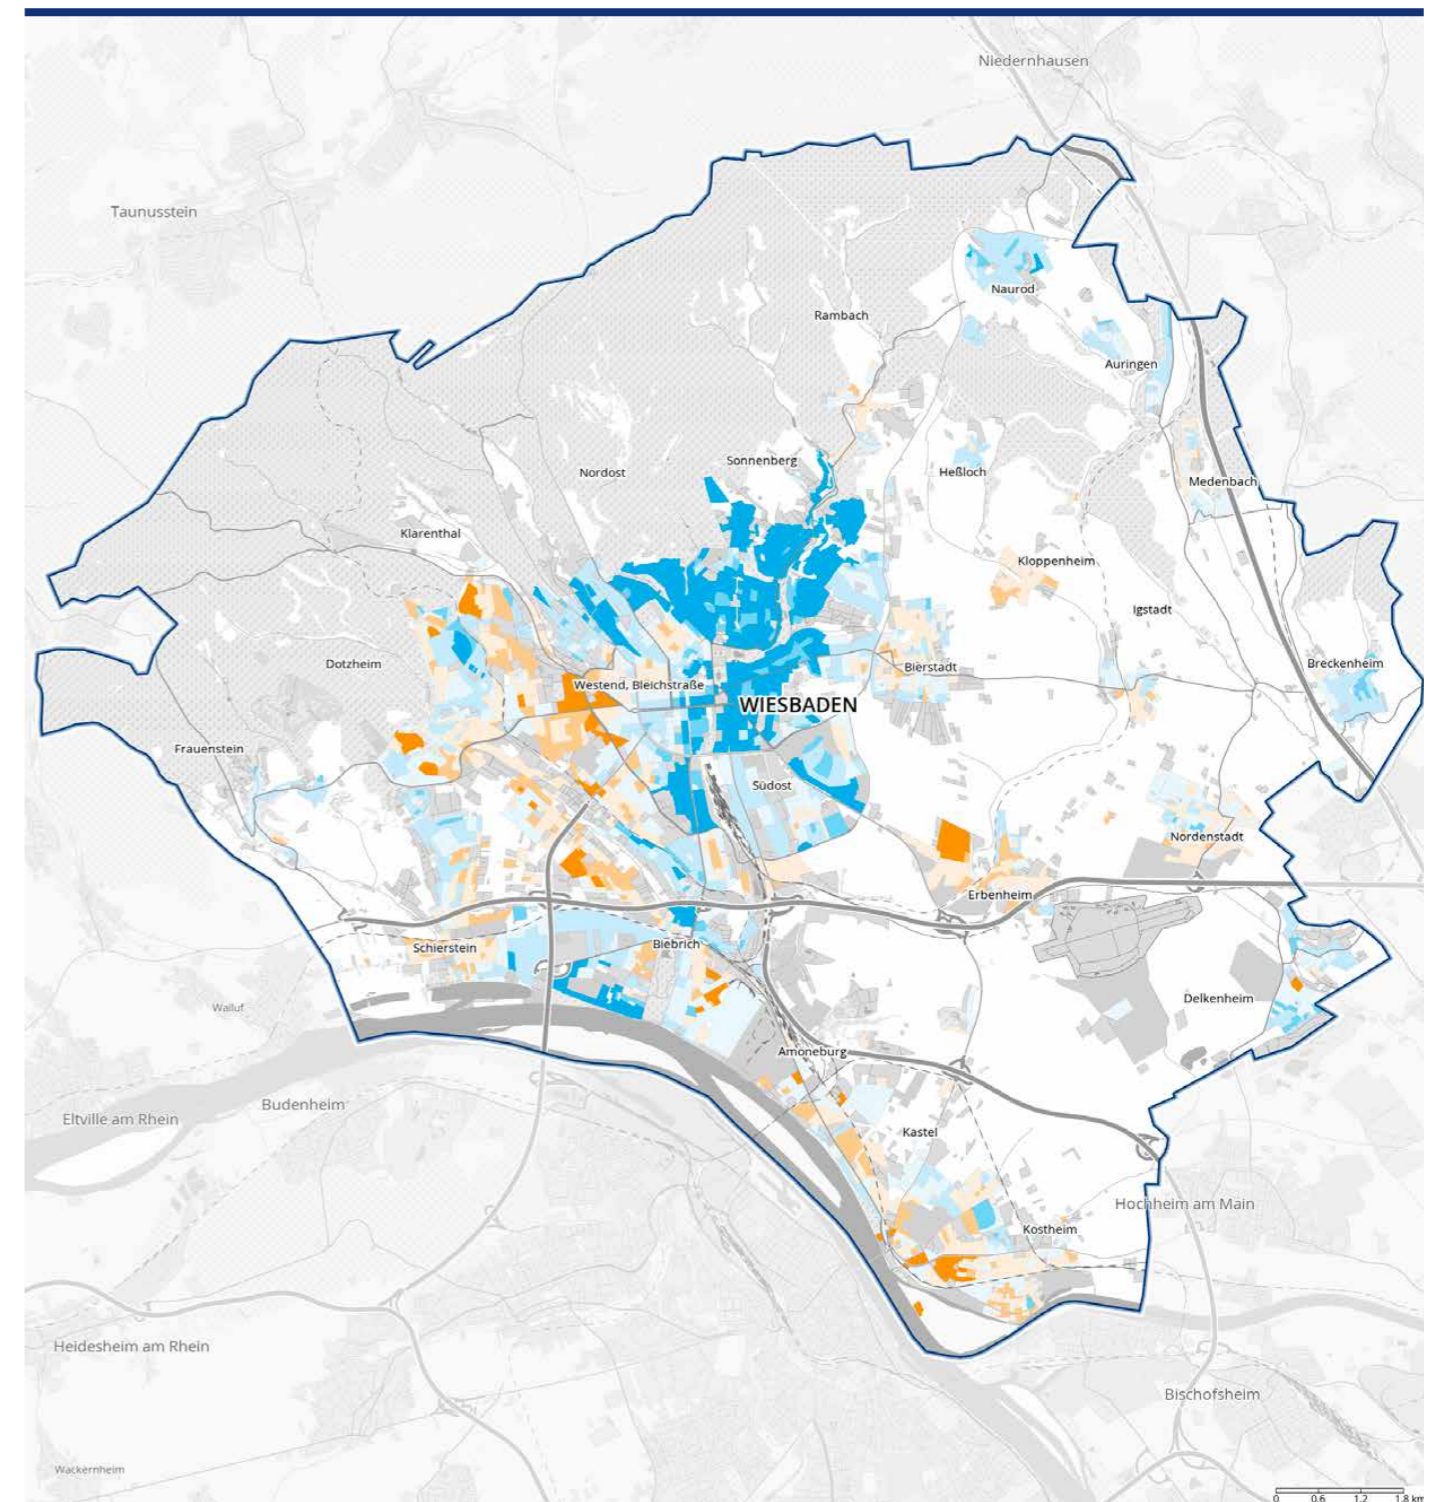 Niedernhausen
Taunusstein
Naurod
Rambach
Auringen
Sonnenberg
Nordost
Heßloch
Medenbach
Klarenthal
Kloppenheim
Igstadt
Dotzheim
Breckenheim
Bierstadt
Westend, Bleichstraße
WIESBADEN
Frauenstein
Südost
Nordenstadt
Erbenheim
Schierstein
Biebrich
Delkenheim
Walluf
Amöneburg
Budenheim
Eltville am Rhein
Kastel
Hochheim am Main
Kostheim
Heidesheim am Rhein
Bischofsheim
Wackernheim
0 0.6 1.2 1.8 km